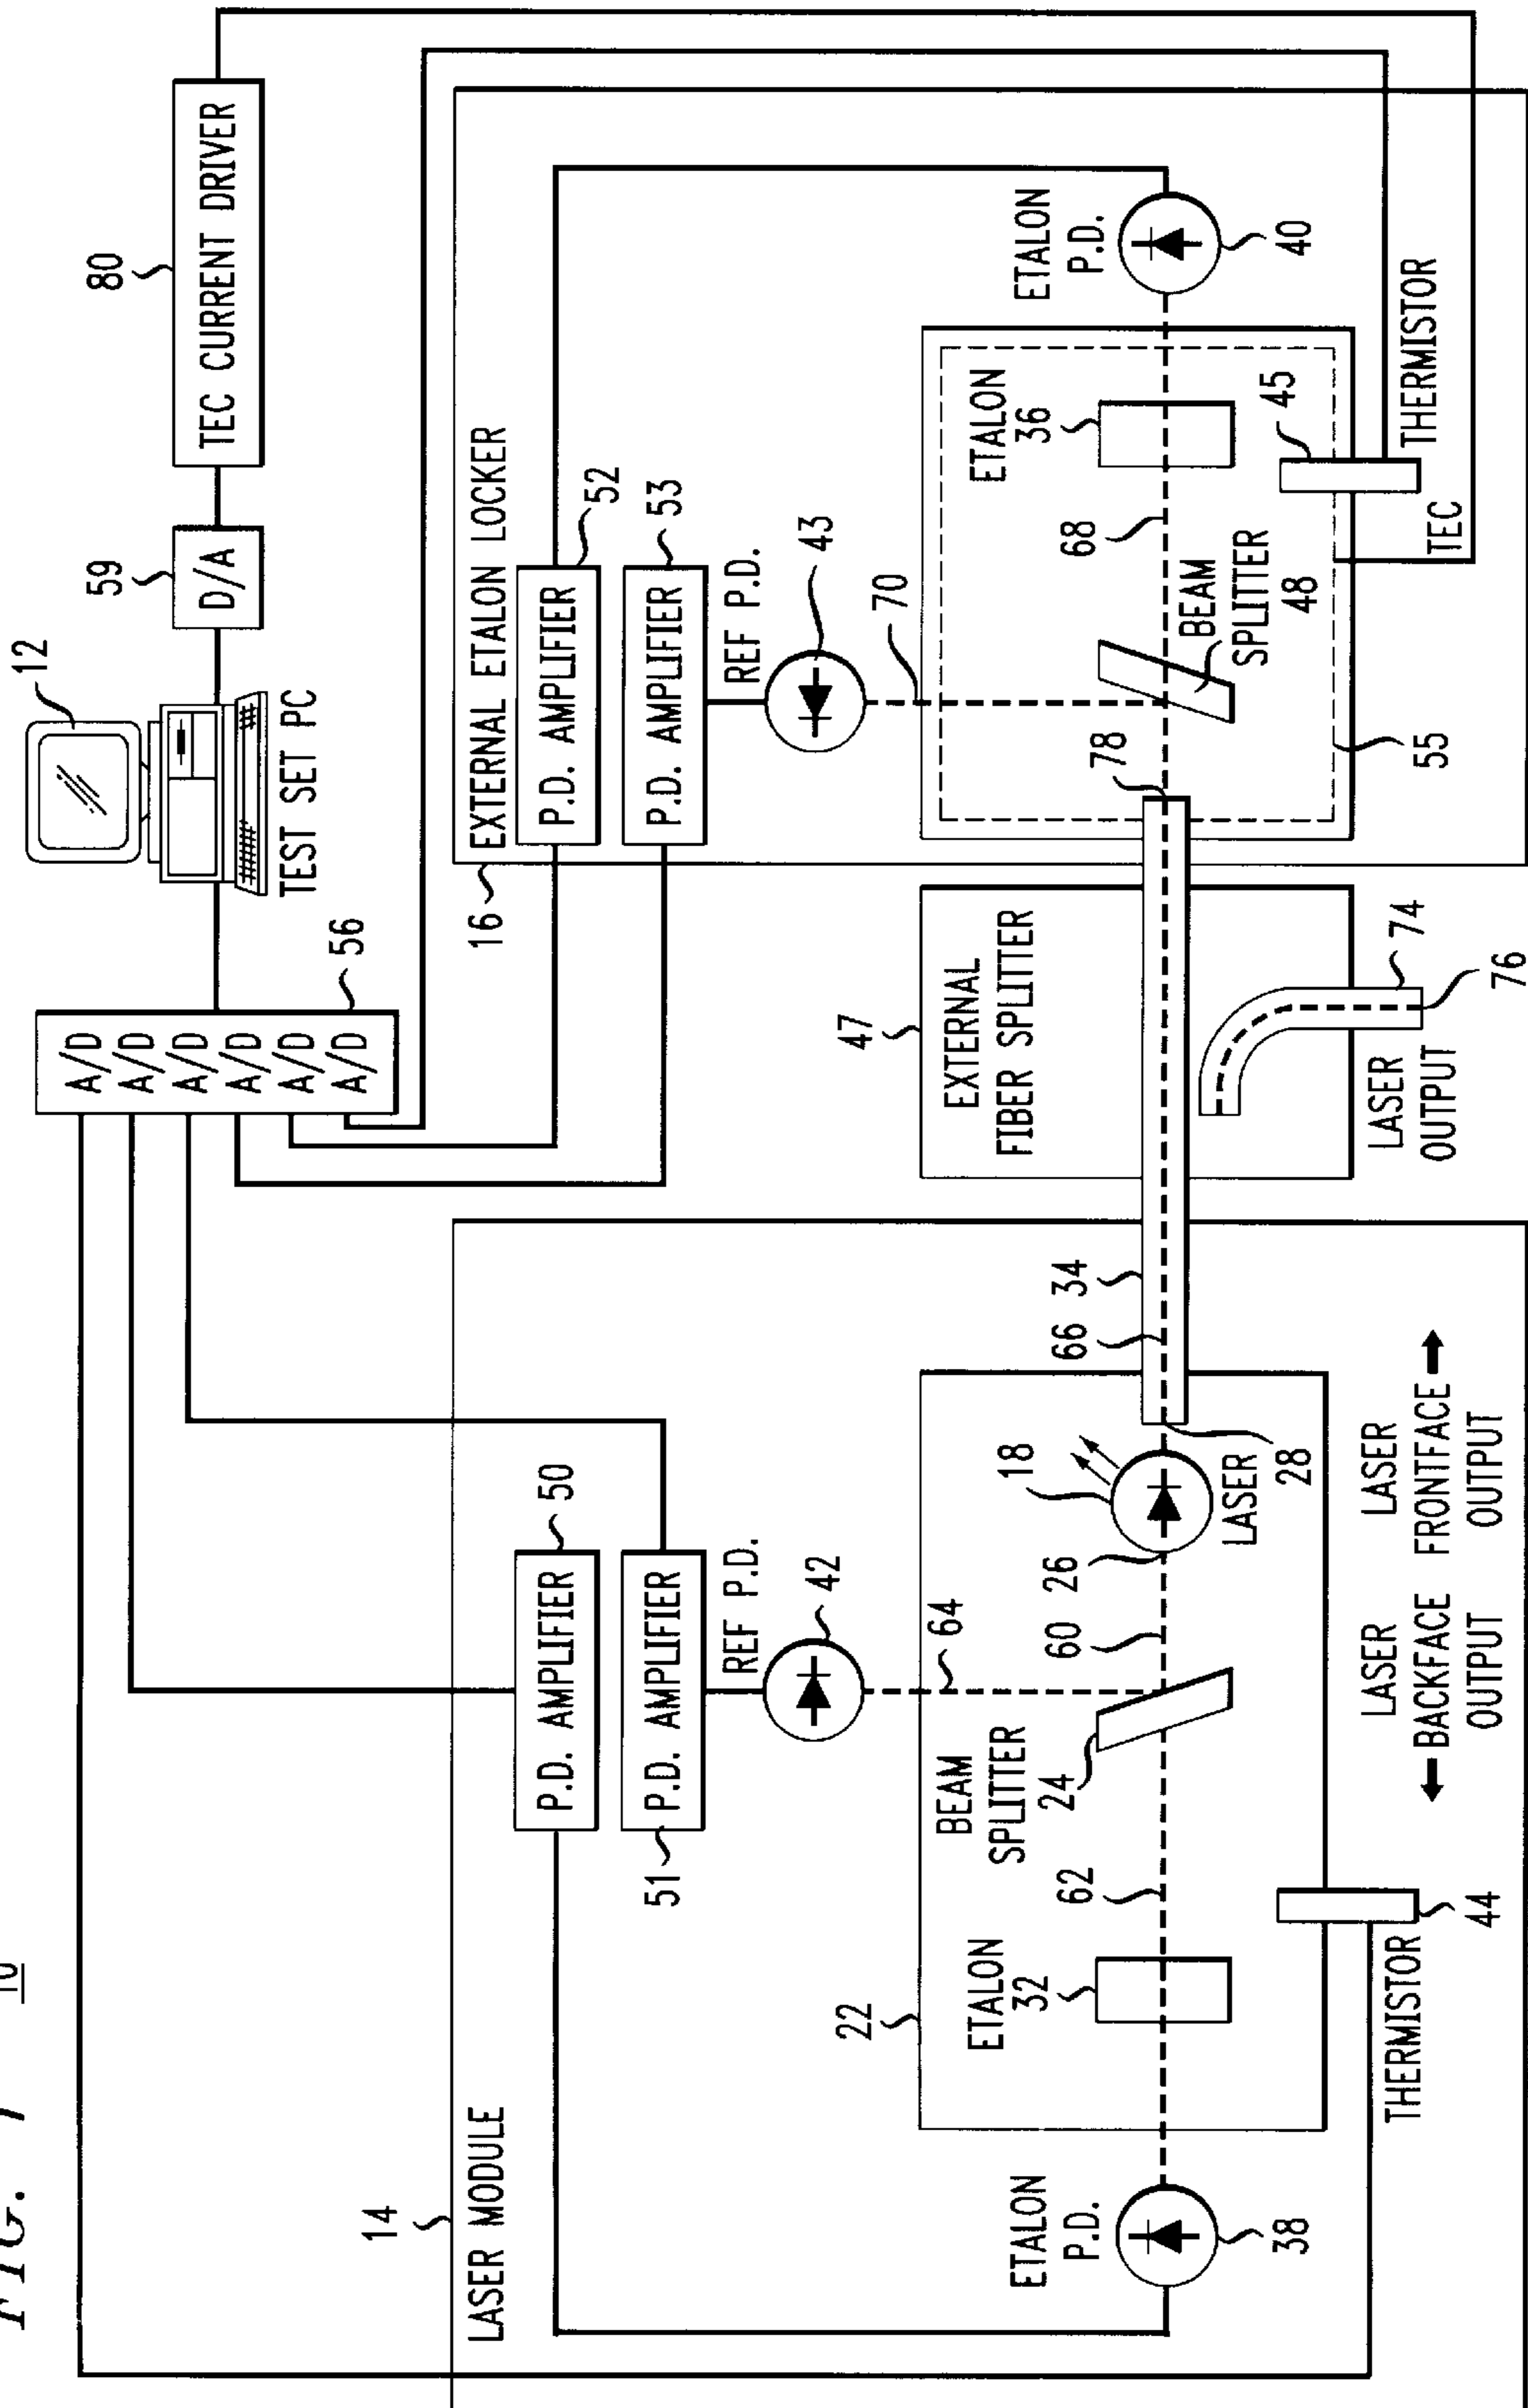 FIG. 1
10
14
LASER MODULE
ETALON
P.D.
38
22
ETALON
32
62
BEAM
SPLITTER
24
64
60
26
18
LASER
28
66
34
THERMISTOR
44
LASER
BACKFACE
OUTPUT
LASER
FRONTFACE
OUTPUT
50
P.D. AMPLIFIER
P.D. AMPLIFIER
51
REF P.D.
42
A/D
A/D
A/D
A/D
A/D
A/D
56
12
TEST SET PC
59
D/A
80
TEC CURRENT DRIVER
47
EXTERNAL
FIBER SPLITTER
LASER
OUTPUT
74
76
16
EXTERNAL ETALON LOCKER
P.D. AMPLIFIER
52
P.D. AMPLIFIER
53
REF P.D.
43
70
78
BEAM
SPLITTER
48
68
ETALON
36
55
45
TEC
THERMISTOR
ETALON
P.D.
40